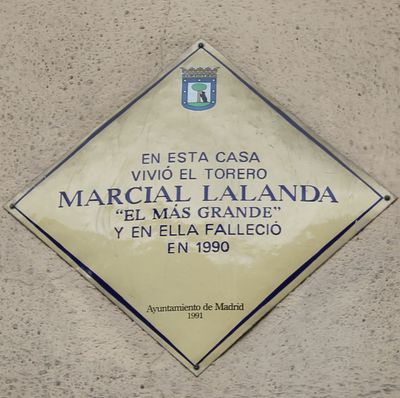 EN ESTA CASA
VIVIÓ EL TORERO
MARCIAL LALANDA
“EL MÁS GRANDE”
Y EN ELLA FALLECIÓ
EN 1990
Ayuntamiento de Madrid
1991